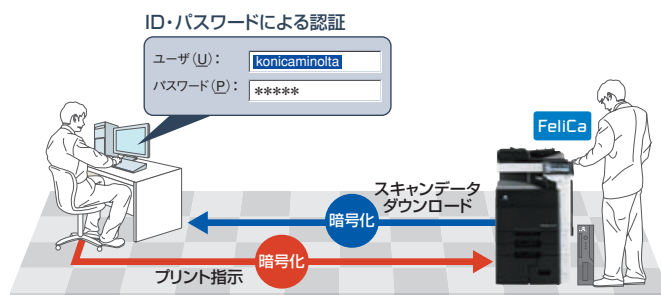 ID・パスワードによる認証
ユーザ(U)：
konicaminolta
パスワード(P)：
*****
FeliCa
スキャンデータ
ダウンロード
暗号化
暗号化
プリント指示